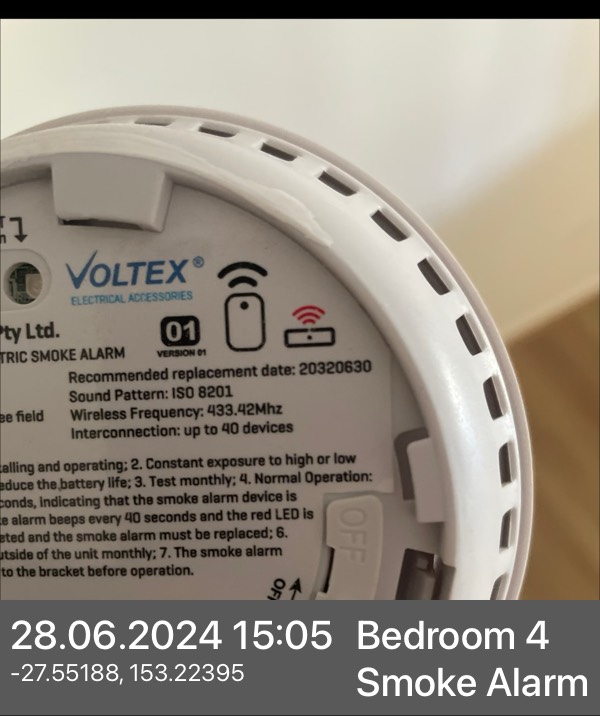 VOLTEX®
ELECTRICAL ACCESSORIES
Pty Ltd.
TRIC SMOKE ALARM
01
VERSION 01
Recommended replacement date: 20320630
Sound Pattern: ISO 8201
ee field
Wireless Frequency: 433.42Mhz
Interconnection: up to 40 devices
alling and operating; 2. Constant exposure to high or low
educe the battery life; 3. Test monthly; 4. Normal Operation:
conds, indicating that the smoke alarm device is
e alarm beeps every 40 seconds and the red LED is
eted and the smoke alarm must be replaced; 6.
utside of the unit monthly; 7. The smoke alarm
to the bracket before operation.
OFF
28.06.2024 15:05
-27.55188, 153.22395
Bedroom 4
Smoke Alarm